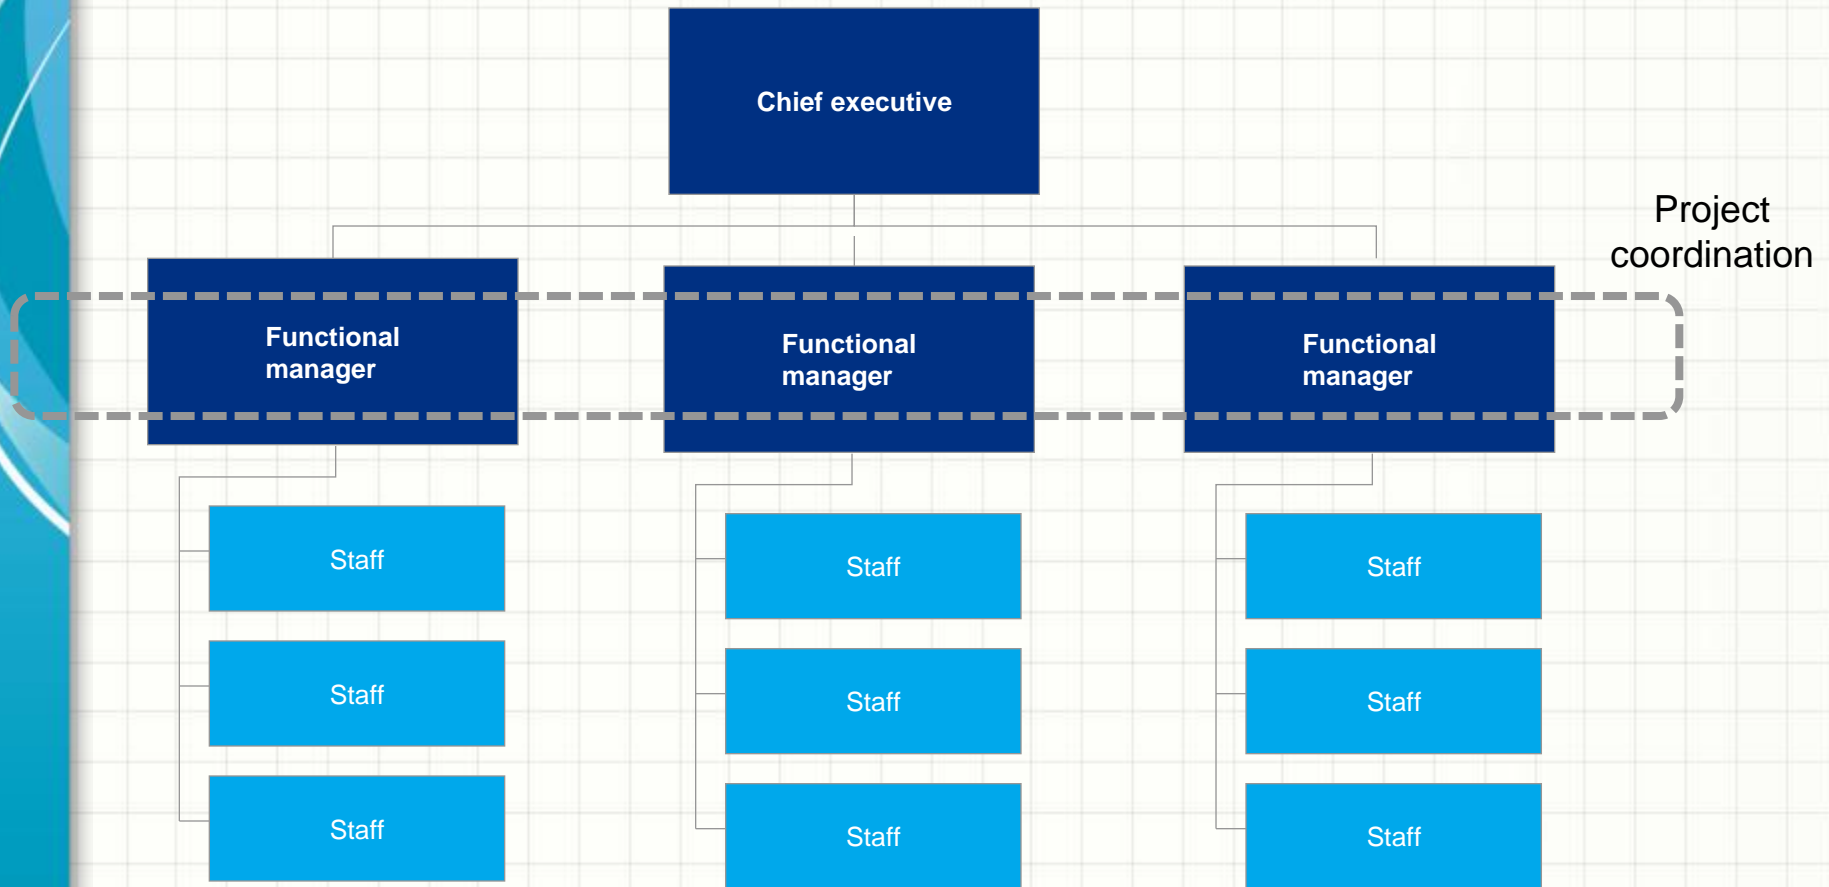 Chief executive
Project
coordination
Functional
manager
Functional
manager
Functional
manager
Staff
Staff
Staff
Staff
Staff
Staff
Staff
Staff
Staff